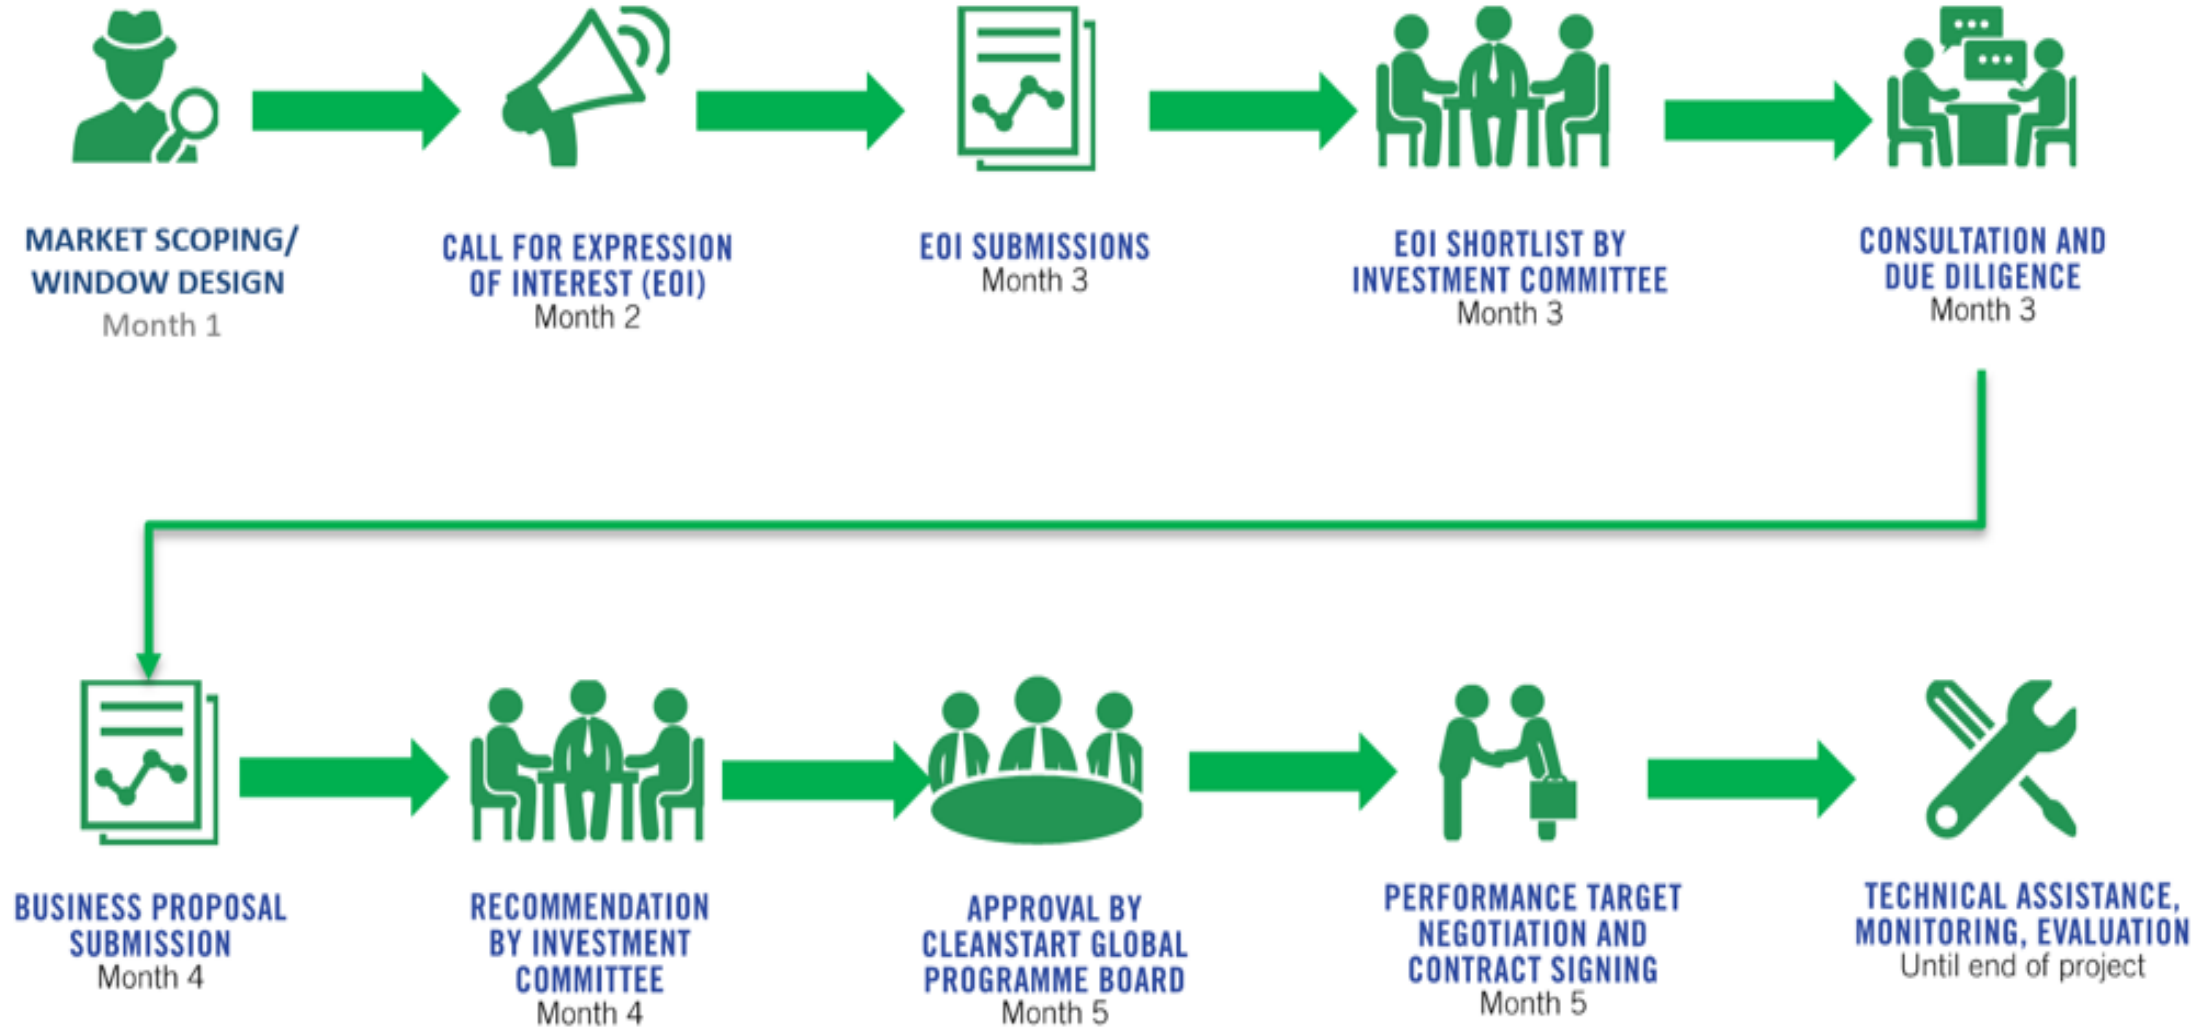 MARKET SCOPING/
WINDOW DESIGN
Month 1
CALL FOR EXPRESSION
OF INTEREST (EOI)
Month 2
EOI SUBMISSIONS
Month 3
EOI SHORTLIST BY
INVESTMENT COMMITTEE
Month 3
CONSULTATION AND
DUE DILIGENCE
Month 3
BUSINESS PROPOSAL
SUBMISSION
Month 4
RECOMMENDATION
BY INVESTMENT
COMMITTEE
Month 4
APPROVAL BY
CLEANSTART GLOBAL
PROGRAMME BOARD
Month 5
PERFORMANCE TARGET
NEGOTIATION AND
CONTRACT SIGNING
Month 5
TECHNICAL ASSISTANCE,
MONITORING, EVALUATION
Until end of project